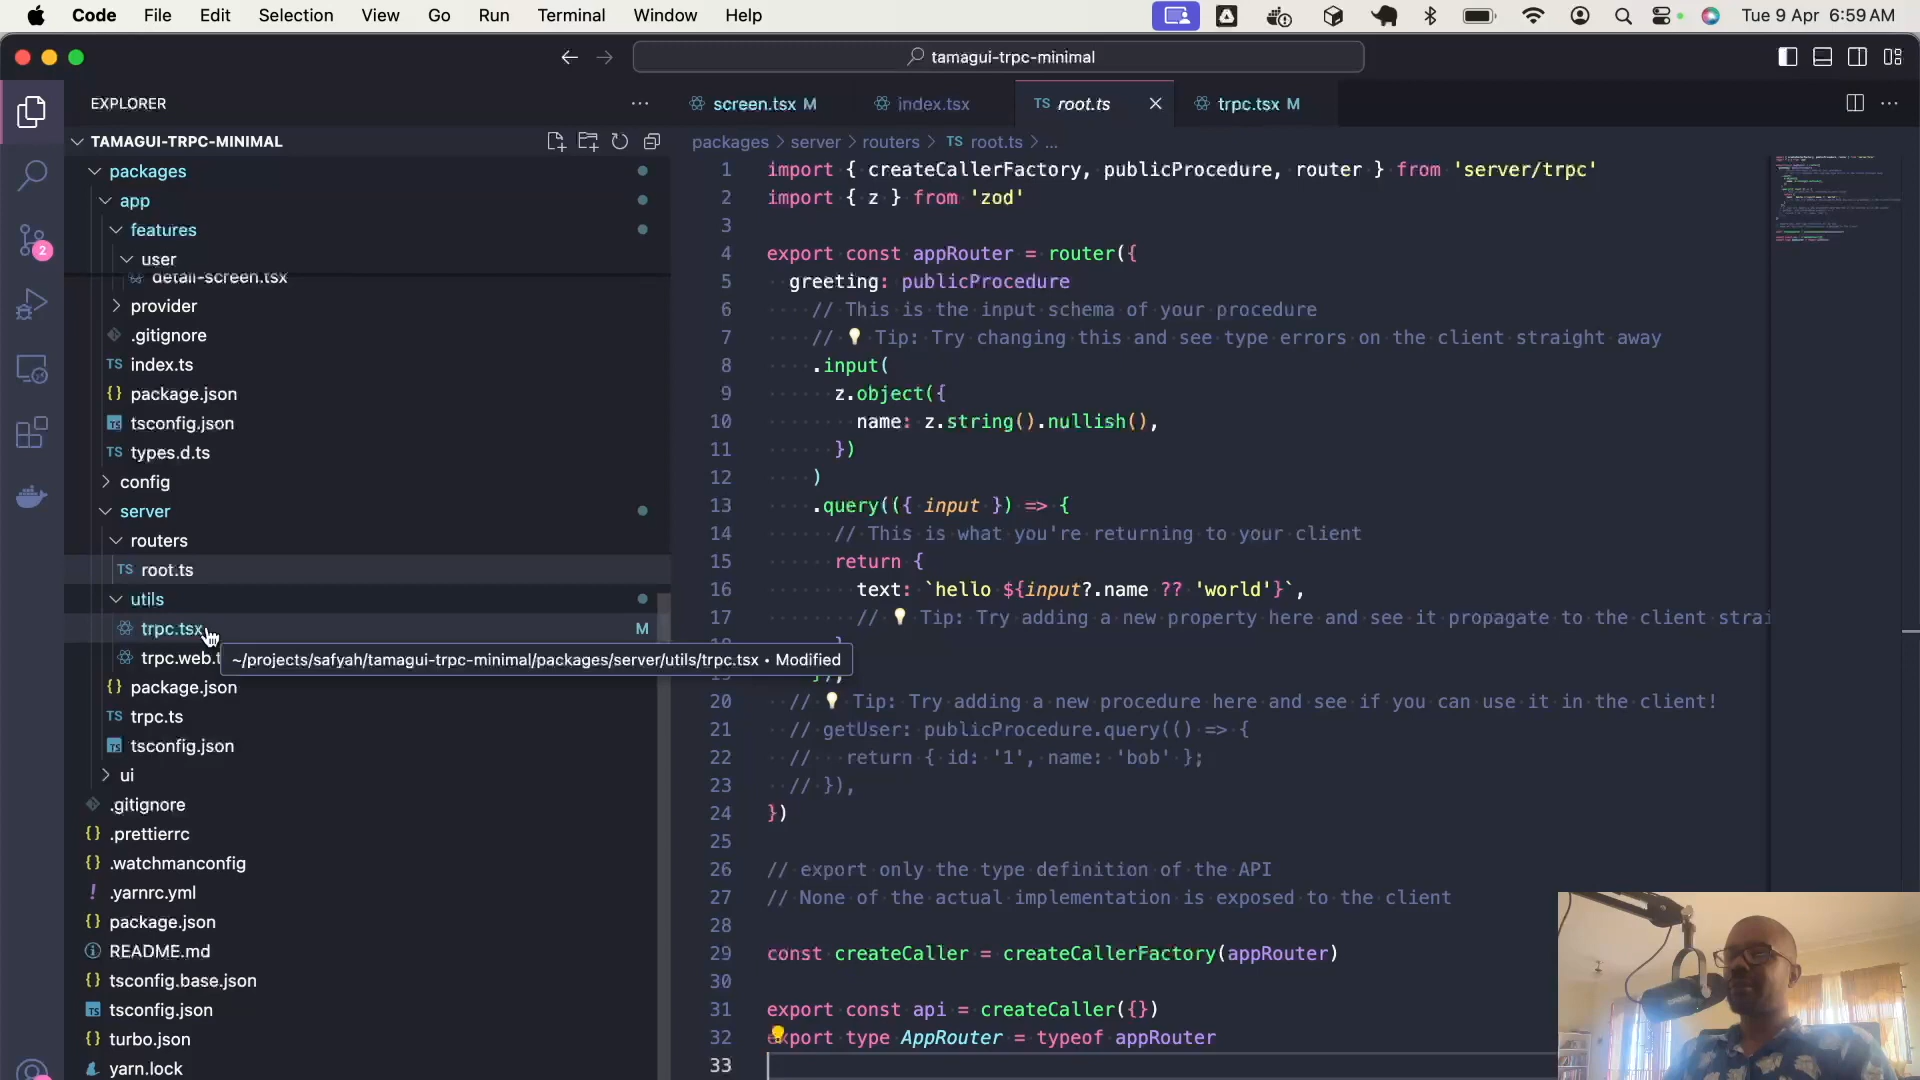 Code File Edit Selection View Go Run Terminal Window Help Tue 9 Apr 6:59 AM
tamagui-trpc-minimal
EXPLORER
TAMAGUI-TRPC-MINIMAL
packages
app
features
user
detail-screen.tsx
provider
.gitignore
TS index.ts
{} package.json
tsconfig.json
TS types.d.ts
config
server
routers
TS root.ts
utils
trpc.tsx M
trpc.web.t
~/projects/safyah/tamagui-trpc-minimal/packages/server/utils/trpc.tsx • Modified
{} package.json
TS trpc.ts
tsconfig.json
ui
.gitignore
{} .prettierrc
{} .watchmanconfig
! .yarnrc.yml
{} package.json
README.md
{} tsconfig.base.json
tsconfig.json
{} turbo.json
yarn.lock
2
screen.tsx M index.tsx TS root.ts trpc.tsx M
packages > server > routers > TS root.ts > ...
1 import { createCallerFactory, publicProcedure, router } from 'server/trpc'
2 import { z } from 'zod'
3
4 export const appRouter = router({
5 greeting: publicProcedure
6 // This is the input schema of your procedure
7 // 💡 Tip: Try changing this and see type errors on the client straight away
8 .input(
9 z.object({
10 name: z.string().nullish(),
11 })
12 )
13 .query(({ input }) => {
14 // This is what you're returning to your client
15 return {
16 text: `hello ${input?.name ?? 'world'}`,
17 // 💡 Tip: Try adding a new property here and see it propagate to the client strai
20 // 💡 Tip: Try adding a new procedure here and see if you can use it in the client!
21 // getUser: publicProcedure.query(() => {
22 // return { id: '1', name: 'bob' };
23 // }),
24 })
25
26 // export only the type definition of the API
27 // None of the actual implementation is exposed to the client
28
29 const createCaller = createCallerFactory(appRouter)
30
31 export const api = createCaller({})
32 export type AppRouter = typeof appRouter
33